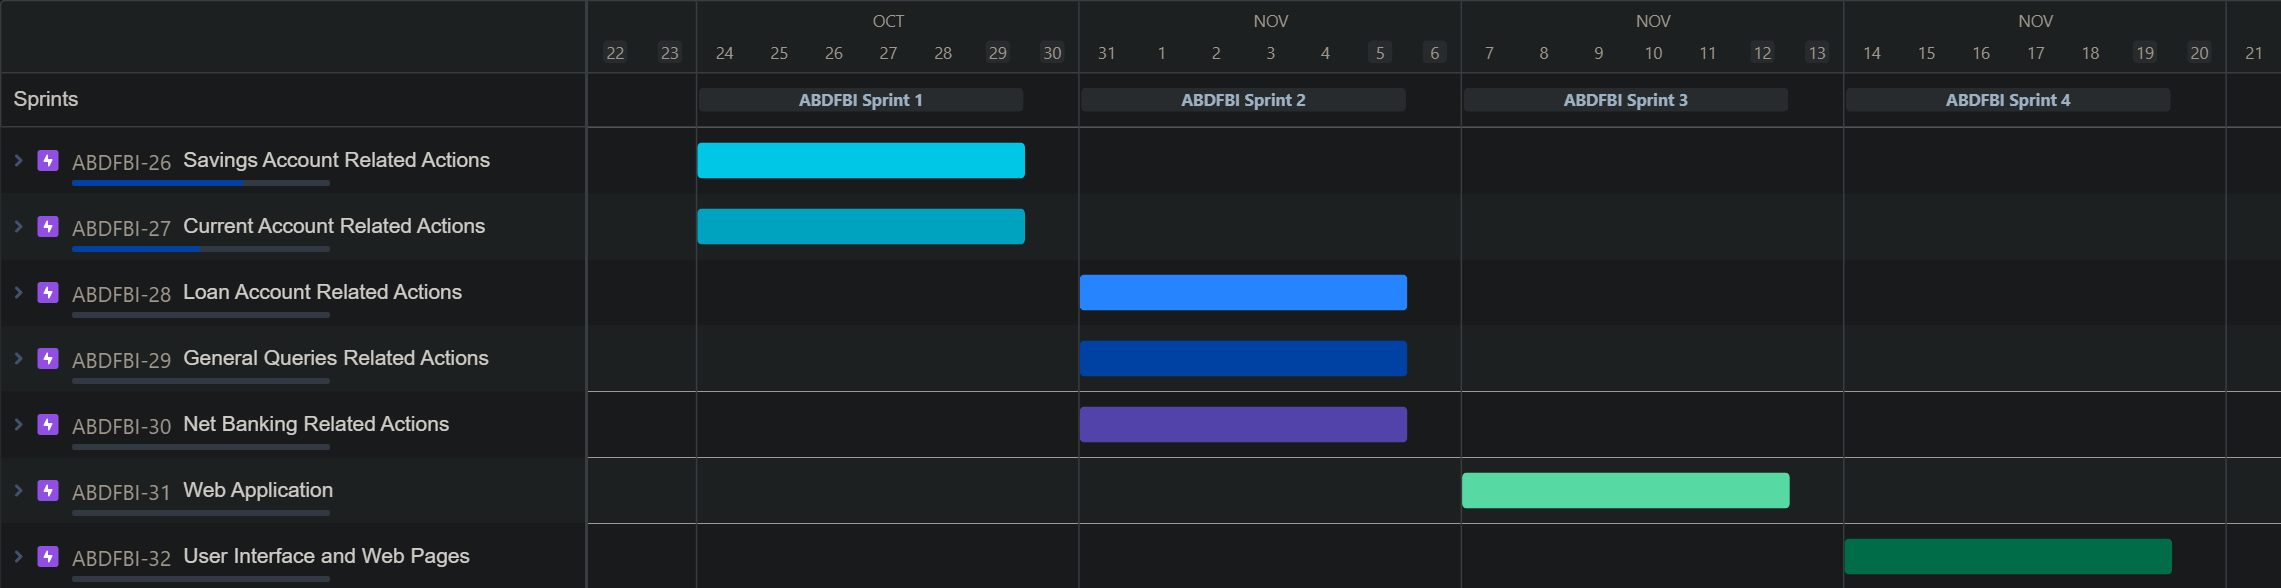 OCT NOV NOV NOV
22 23 24 25 26 27 28 29 30 31 1 2 3 4 5 6 7 8 9 10 11 12 13 14 15 16 17 18 19 20 21
Sprints ABDFBI Sprint 1 ABDFBI Sprint 2 ABDFBI Sprint 3 ABDFBI Sprint 4
ABDFBI-26 Savings Account Related Actions
ABDFBI-27 Current Account Related Actions
ABDFBI-28 Loan Account Related Actions
ABDFBI-29 General Queries Related Actions
ABDFBI-30 Net Banking Related Actions
ABDFBI-31 Web Application
ABDFBI-32 User Interface and Web Pages